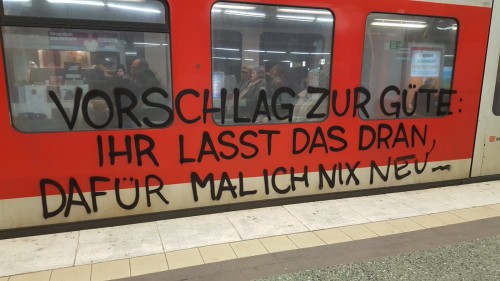 VORSCHLAG ZUR GÜTE:
IHR LASST DAS DRAN,
DAFÜR MAL ICH NIX NEU~